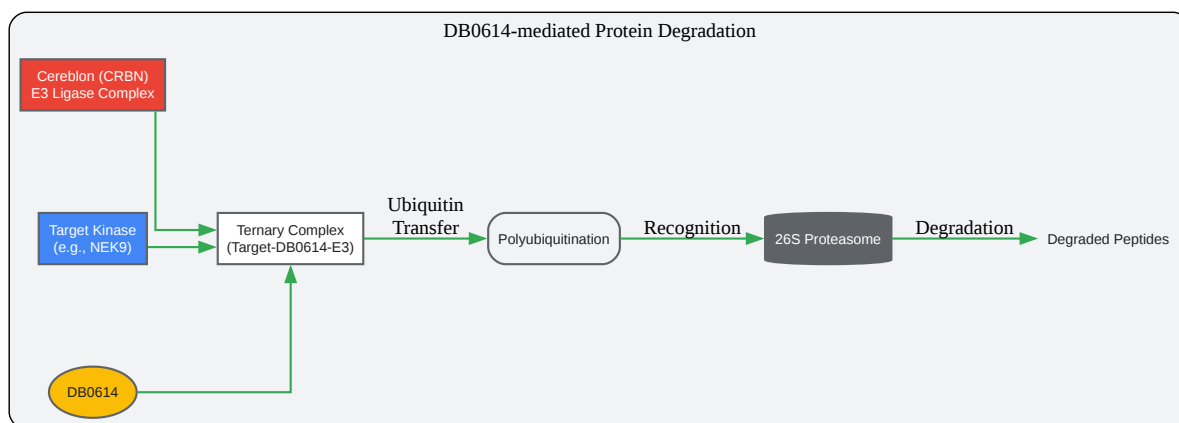 DB0614-mediated Protein Degradation
Cereblon (CRBN)
E3 Ligase Complex
Target Kinase
(e.g., NEK9)
DB0614
Ternary Complex
(Target-DB0614-E3)
Ubiquitin
Transfer
Polyubiquitination
Recognition
26S Proteasome
Degradation
Degraded Peptides